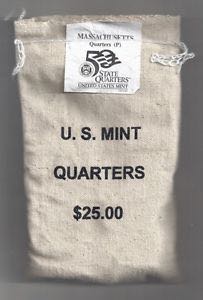 MASSACHUSETTS
Quarters (P)
50
STATE
QUARTERS
UNITED STATES MINT
U. S. MINT
QUARTERS
$25.00